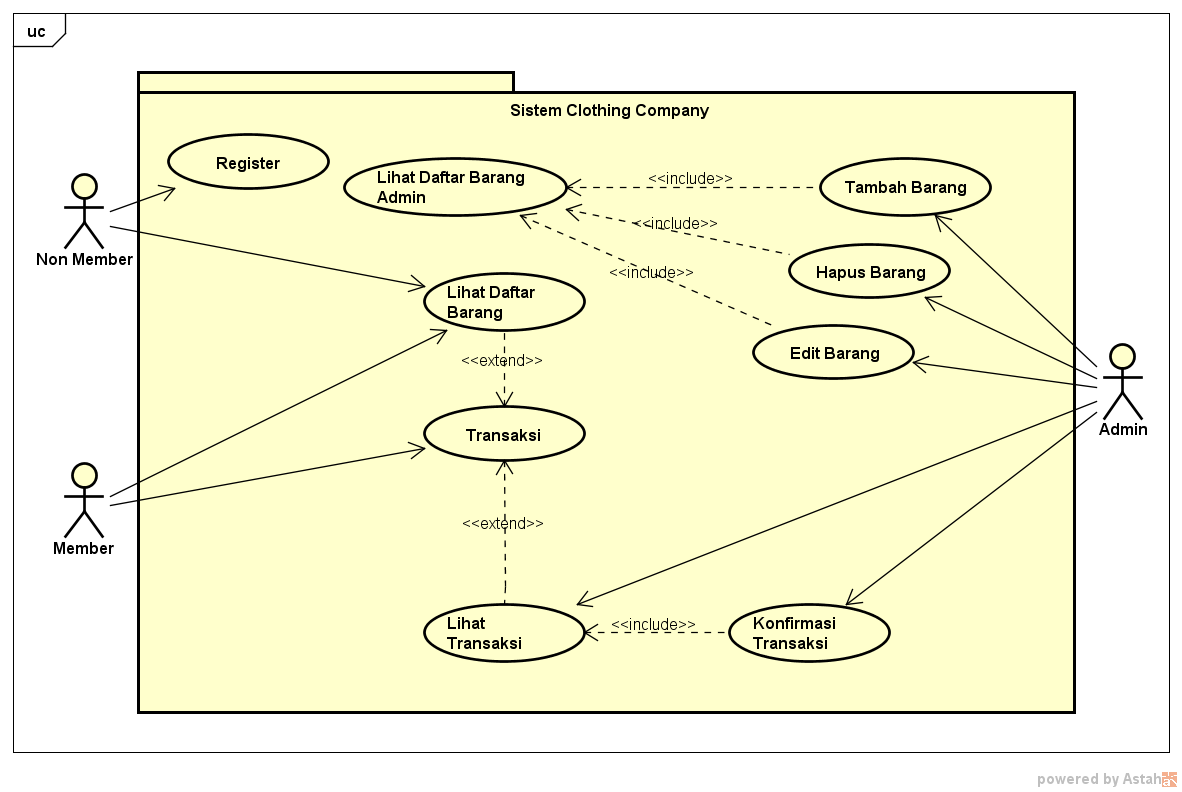 uc
Sistem Clothing Company
Register
Lihat Daftar Barang
Admin
<<include>>
Tambah Barang
<<include>>
Non Member
Hapus Barang
<<include>>
Lihat Daftar
Barang
Edit Barang
<<extend>>
Admin
Transaksi
<<extend>>
Member
Lihat
Transaksi
<<include>>
Konfirmasi
Transaksi
powered by Astah